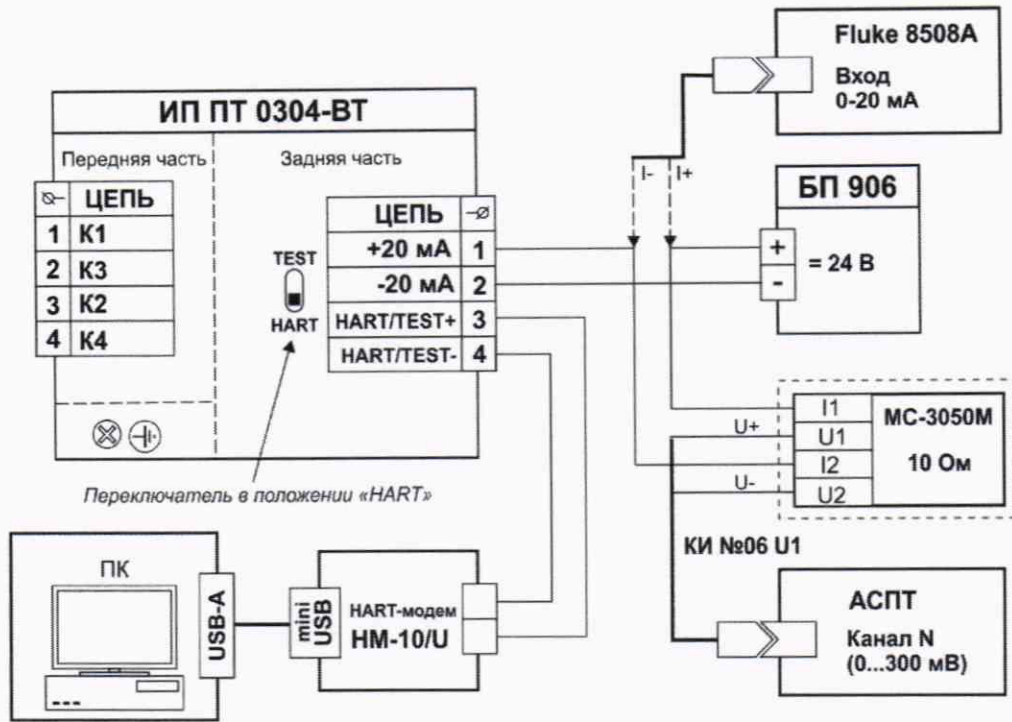 ИП ПТ 0304-ВТ
Передняя часть
Задняя часть
ЦЕПЬ
1 К1
2 К3
3 К2
4 К4
TEST
HART
ЦЕПЬ
+20 мА 1
-20 мА 2
HART/TEST+ 3
HART/TEST- 4
Переключатель в положении «HART»
Fluke 8508A
Вход
0-20 мА
I- I+
БП 906
+
= 24 В
-
I1
U+ U1
I2
U- U2
МС-3050М
10 Ом
КИ №06 U1
АСПТ
Канал N
(0...300 мВ)
ПК
USB-A
mini
USB
HART-модем
НМ-10/U